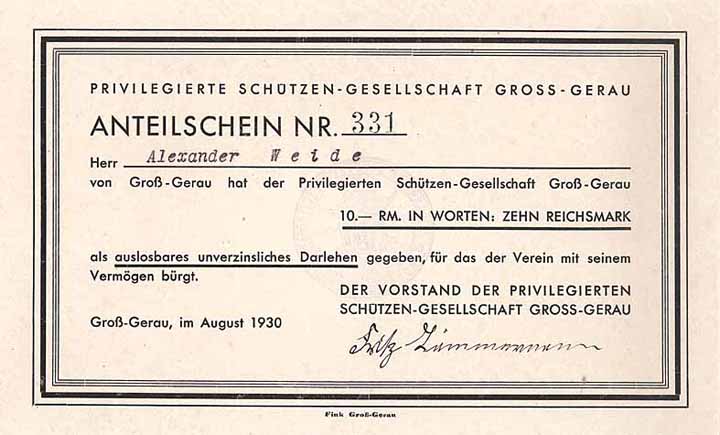 PRIVILEGIERTE SCHÜTZEN-GESELLSCHAFT GROSS-GERAU
ANTEILSCHEIN NR. 331
Herr Alexander Weide
von Groß-Gerau hat der Privilegierten Schützen-Gesellschaft Groß-Gerau
10.— RM. IN WORTEN: ZEHN REICHSMARK
als auslosbares unverzinsliches Darlehen gegeben, für das der Verein mit seinem
Vermögen bürgt.
DER VORSTAND DER PRIVILEGIERTEN
SCHÜTZEN-GESELLSCHAFT GROSS-GERAU
Groß-Gerau, im August 1930
Fritz Zimmermann
Fink Groß-Gerau